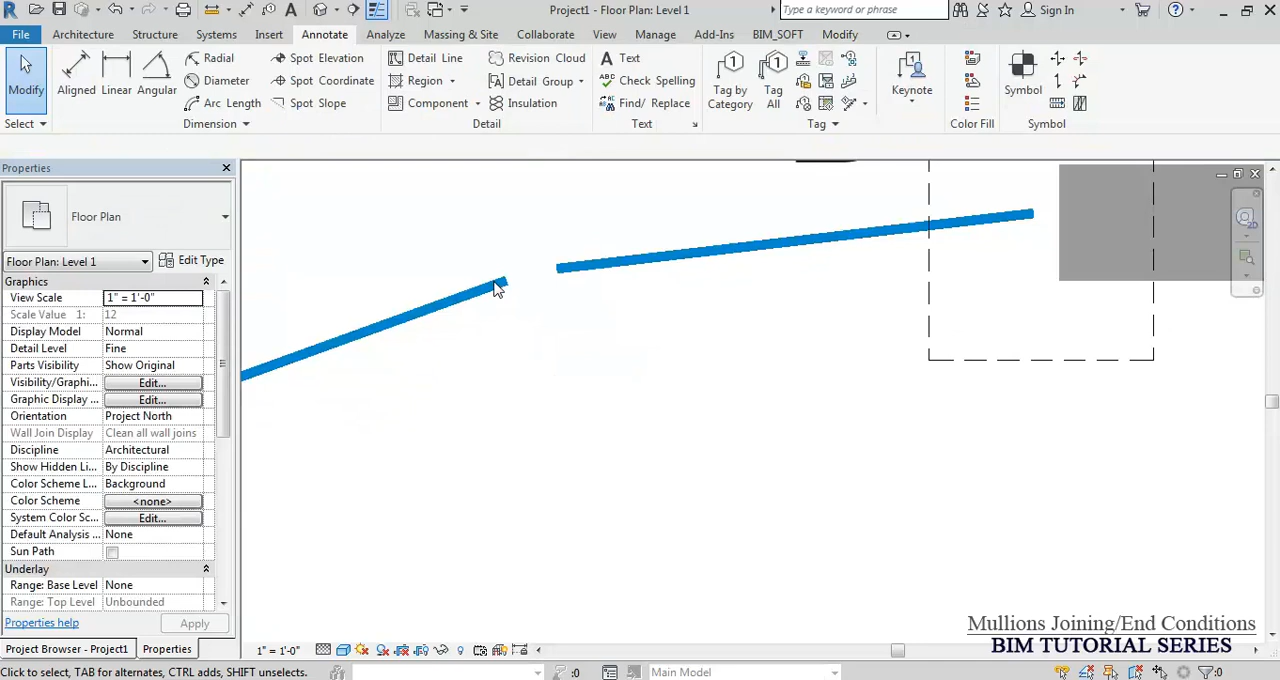 Project1 - Floor Plan: Level 1
Type a keyword or phrase
Sign In
File Architecture Structure Systems Insert Annotate Analyze Massing & Site Collaborate View Manage Add-Ins BIM_SOFT Modify
Modify
Select
Aligned Linear Angular
Radial
Diameter
Arc Length
Spot Elevation
Spot Coordinate
Spot Slope
Dimension
Detail Line
Region
Component
Revision Cloud
Detail Group
Insulation
Detail
Text
Check Spelling
Find/ Replace
Text
Tag by
Category
Tag
All
Tag
Keynote
Color Fill
Symbol
Symbol
Properties
Floor Plan
Floor Plan: Level 1 Edit Type
Graphics
View Scale 1" = 1'-0"
Scale Value 1: 12
Display Model Normal
Detail Level Fine
Parts Visibility Show Original
Visibility/Graphi... Edit...
Graphic Display ... Edit...
Orientation Project North
Wall Join Display Clean all wall joins
Discipline Architectural
Show Hidden Li... By Discipline
Color Scheme L... Background
Color Scheme <none>
System Color Sc... Edit...
Default Analysis ... None
Sun Path
Underlay
Range: Base Level None
Range: Top Level Unbounded
Properties help Apply
Project Browser - Project1 Properties
1" = 1'-0"
Mullions Joining/End Conditions
BIM TUTORIAL SERIES
Click to select, TAB for alternates, CTRL adds, SHIFT unselects.
:0
Main Model
:0